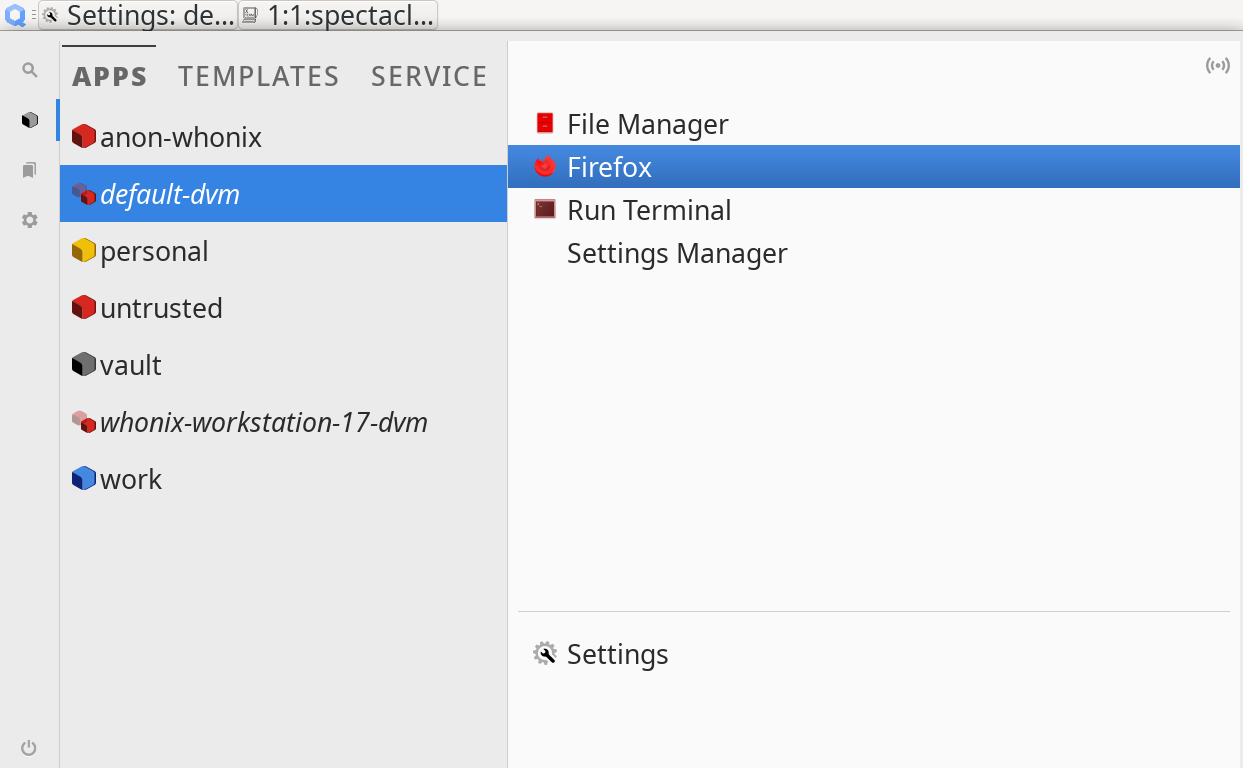 Settings: de... 1:1:spectacl...
APPS TEMPLATES SERVICE
anon-whonix
default-dvm
personal
untrusted
vault
whonix-workstation-17-dvm
work
File Manager
Firefox
Run Terminal
Settings Manager
Settings